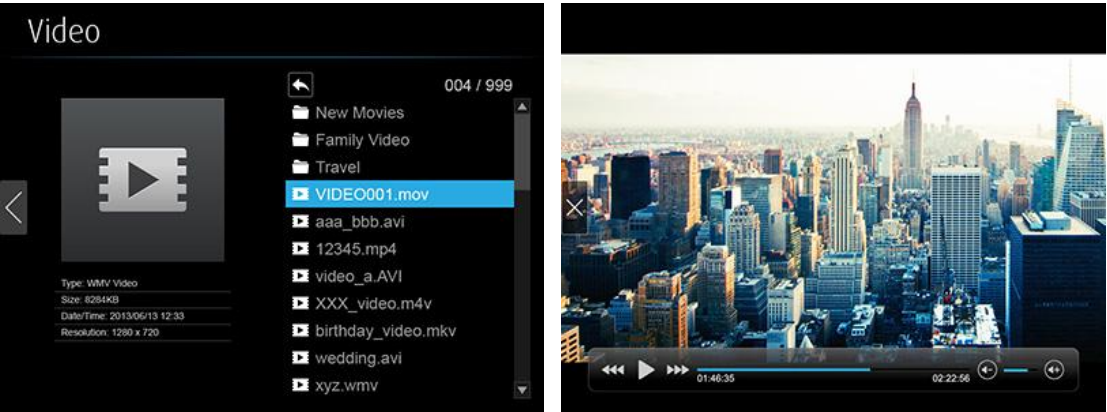 Video
004 / 999
New Movies
Family Video
Travel
VIDEO001.mov
aaa_bbb.avi
12345.mp4
video_a.AVI
XXX_video.m4v
birthday_video.mkv
wedding.avi
xyz.wmv
Type: WMV Video
Size: 8284KB
Date/Time: 2013/06/13 12:33
Resolution: 1280 x 720
01:46:35
02:22:56